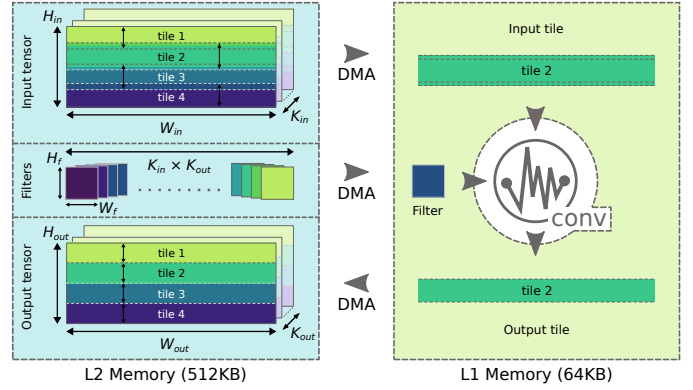 H_in
Input tensor
tile 1
tile 2
tile 3
tile 4
K_in
W_in
DMA
Filters
H_f
K_in × K_out
W_f
DMA
Output tensor
H_out
tile 1
tile 2
tile 3
tile 4
K_out
W_out
DMA
L2 Memory (512KB)
Input tile
tile 2
Filter
conv
tile 2
Output tile
L1 Memory (64KB)